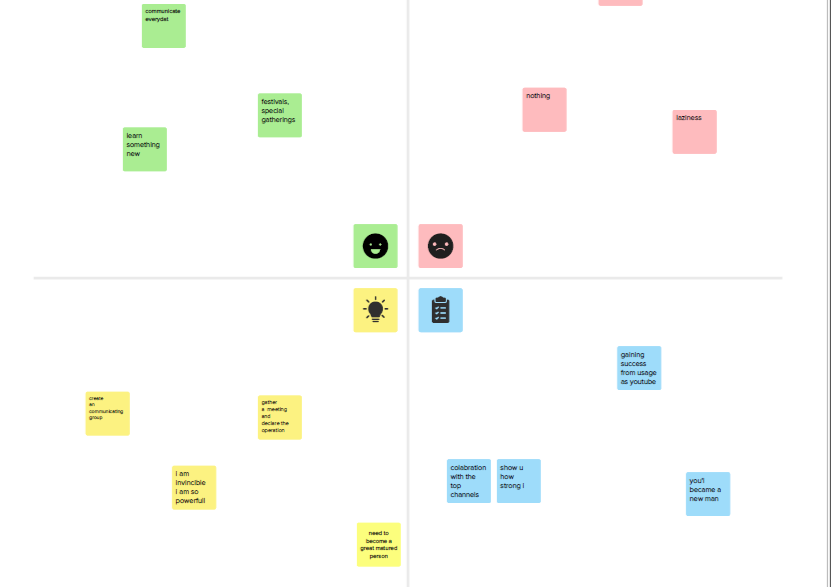 communicate
everydat
festivals,
special
gatherings
learn
something
new
nothing
laziness
create
an
communicating
group
gather
a meeting
and
declare the
operation
I am
invincible
I am so
powerfull
need to
become a
great matured
person
gaining
success
from usage
as youtube
colabration
with the
top
channels
show u
how
strong i
you'l
became a
new man